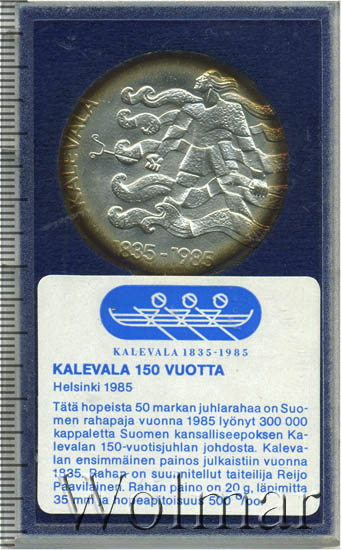 KALEVALA
1835-1985
KALEVALA 1835-1985
KALEVALA 150 VUOTTA
Helsinki 1985
Tätä hopeista 50 markan juhlarahaa on Suo-
men rahapaja vuonna 1985 lyönyt 300 000
kappaletta Suomen kansalliseepoksen Ka-
levalan 150-vuotisjuhlan johdosta. Kaleva-
lan ensimmäinen painos julkaistiin vuonna
1835. Rahan on suunnitellut taiteilija Reijo
Paavilainen. Rahan paino on 20 g, läpimitta
35 mm ja hopeapitoisuus 500 º/oo.
Wolmar